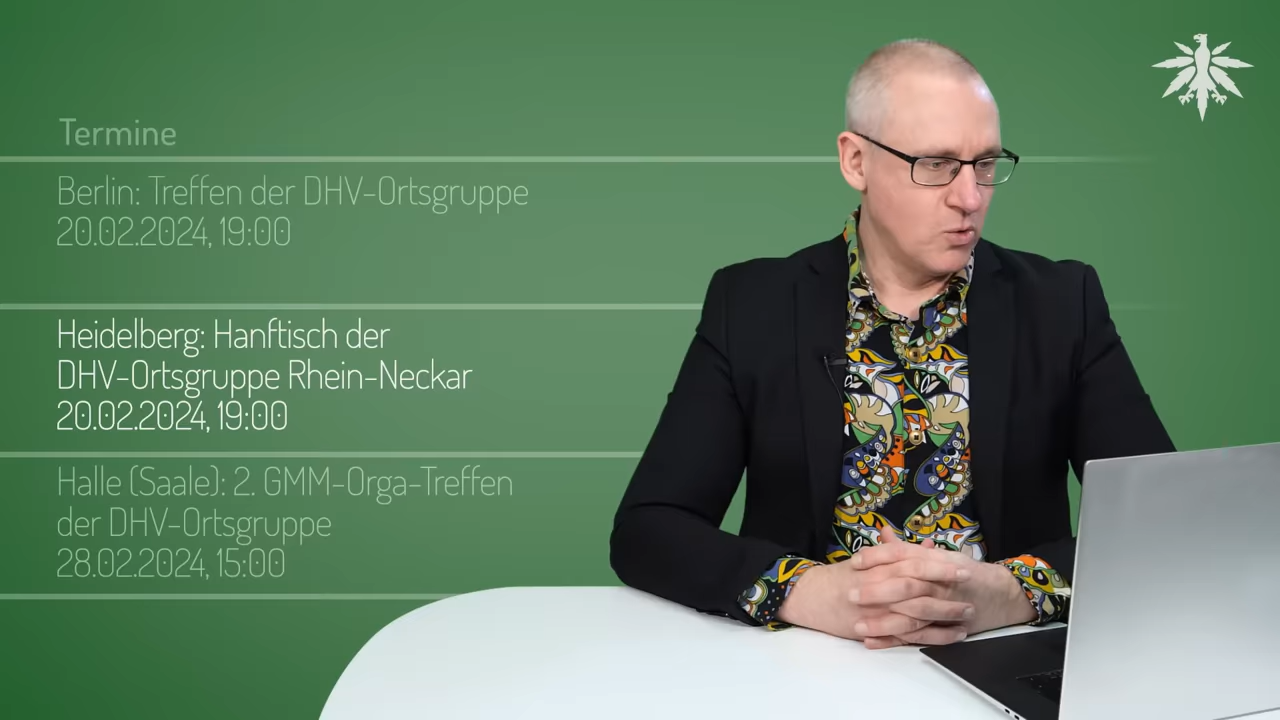 Termine
Berlin: Treffen der DHV-Ortsgruppe
20.02.2024, 19:00
Heidelberg: Hanftisch der
DHV-Ortsgruppe Rhein-Neckar
20.02.2024, 19:00
Halle (Saale): 2. GMM-Orga-Treffen
der DHV-Ortsgruppe
28.02.2024, 15:00